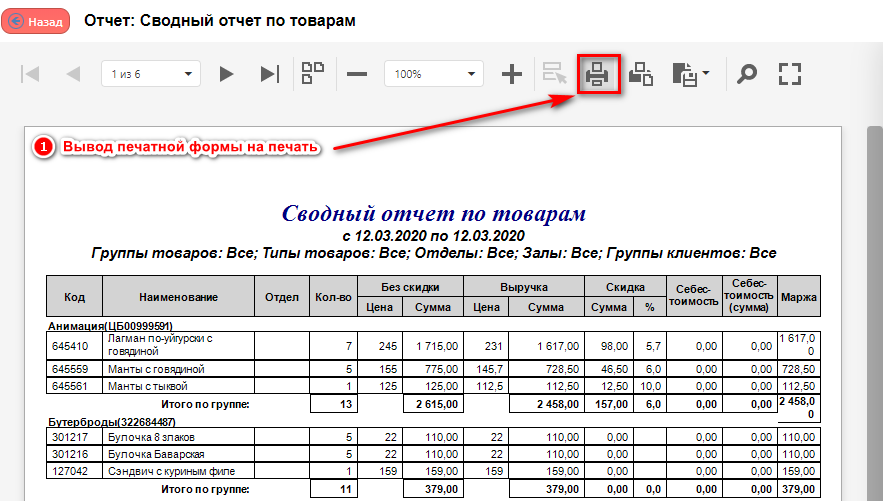 Назад Отчет: Сводный отчет по товарам
1 из 6 100%
1 Вывод печатной формы на печать
Сводный отчет по товарам
с 12.03.2020 по 12.03.2020
Группы товаров: Все; Типы товаров: Все; Отделы: Все; Залы: Все; Группы клиентов: Все
Код Наименование Отдел Кол-во Без скидки Выручка Скидка Себес-тоимость Себес-тоимость (сумма) Маржа
Цена Сумма Цена Сумма Сумма %
Анимация(ЦБ00999591)
645410 Лагман по-уйгурски с говядиной 7 245 1 715,00 231 1 617,00 98,00 5,7 0,00 0,00 1 617,00
645559 Манты с говядиной 5 155 775,00 145,7 728,50 46,50 6,0 0,00 0,00 728,50
645561 Манты с тыквой 1 125 125,00 112,5 112,50 12,50 10,0 0,00 0,00 112,50
Итого по группе: 13 2 615,00 2 458,00 157,00 6,0 0,00 0,00 2 458,00
Бутерброды(322684487)
301217 Булочка 8 злаков 5 22 110,00 22 110,00 0,00 0,00 0,00 110,00
301216 Булочка Баварская 5 22 110,00 22 110,00 0,00 0,00 0,00 110,00
127042 Сэндвич с куриным филе 1 159 159,00 159 159,00 0,00 0,00 0,00 159,00
Итого по группе: 11 379,00 379,00 0,00 0,0 0,00 0,00 379,00